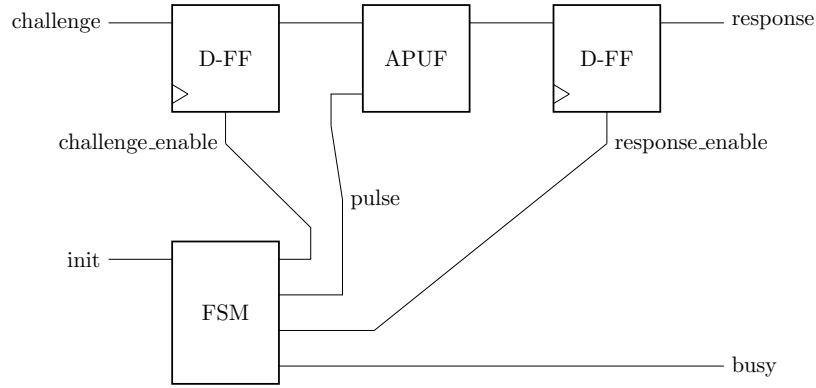 challenge
D-FF
APUF
D-FF
response
challenge_enable
response_enable
pulse
init
FSM
busy